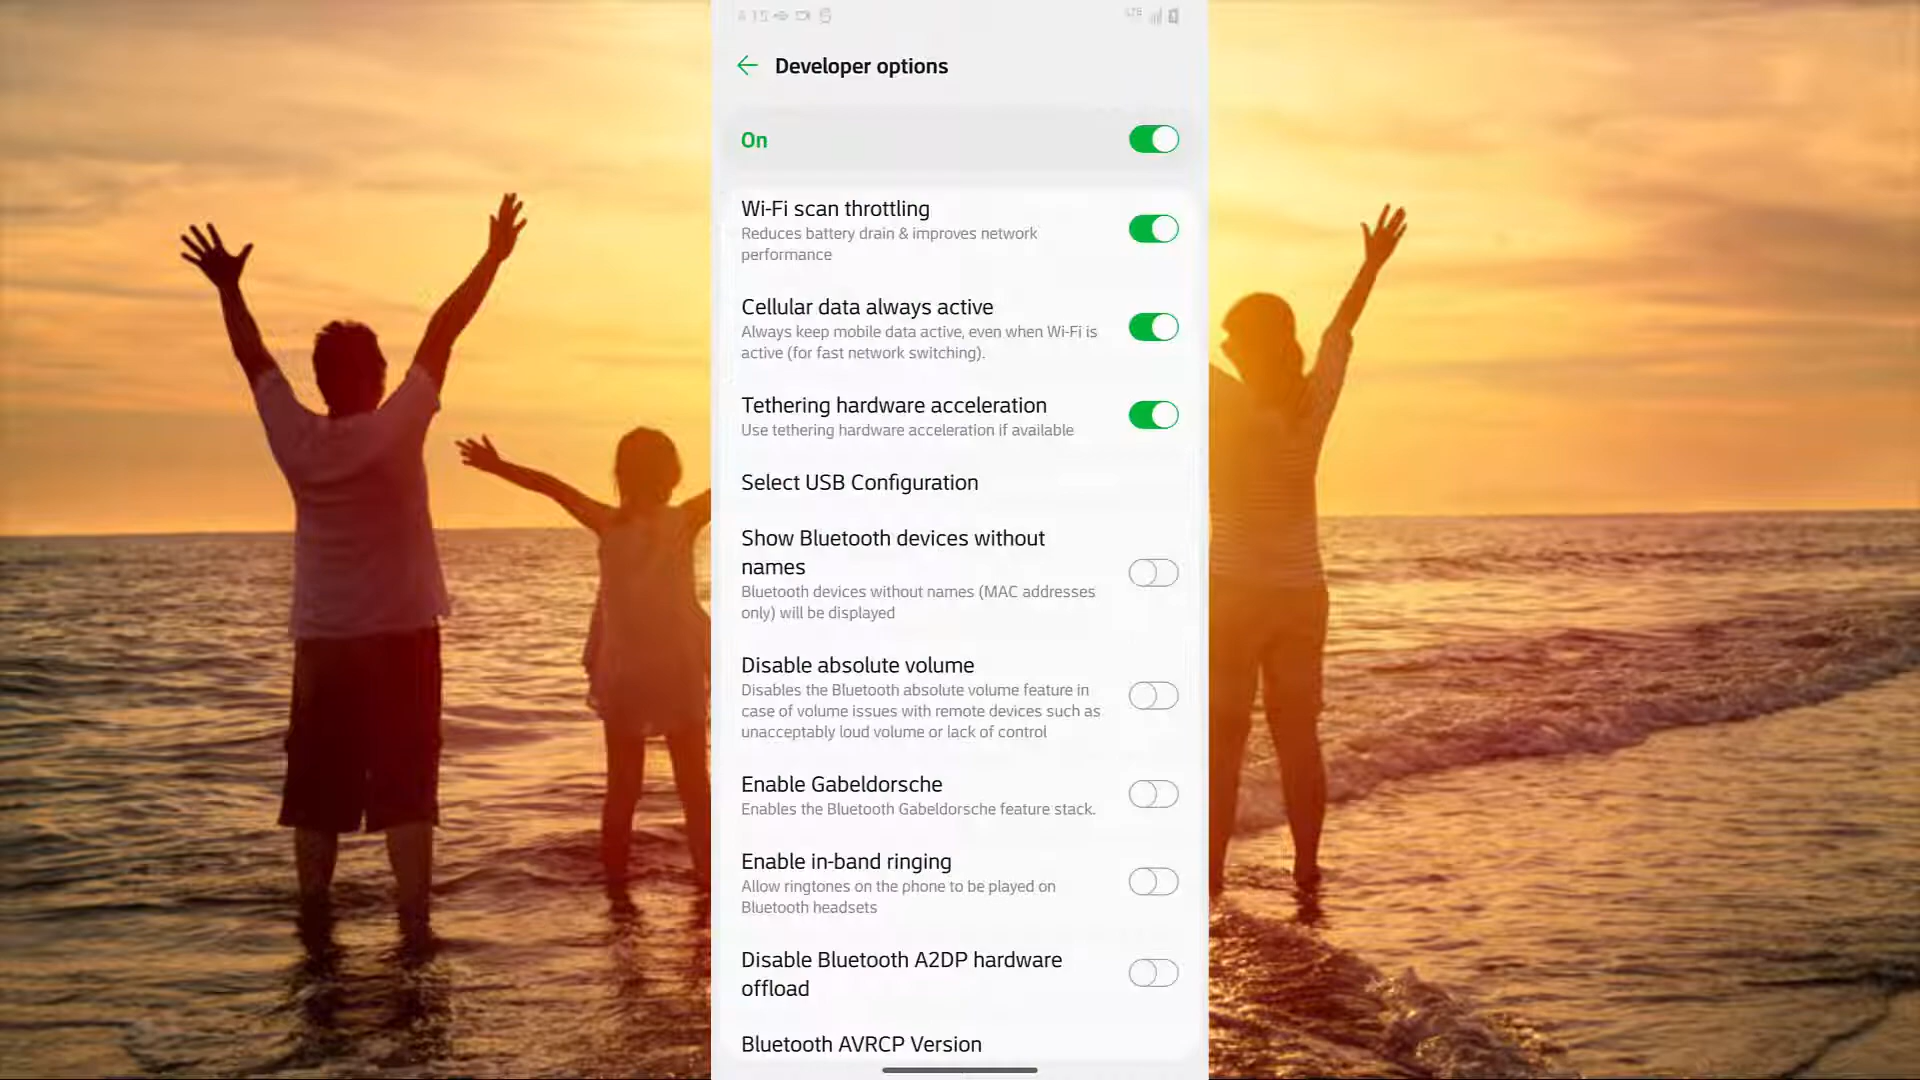 LTE
Developer options
On
Wi-Fi scan throttling
Reduces battery drain & improves network
performance
Cellular data always active
Always keep mobile data active, even when Wi-Fi is
active (for fast network switching).
Tethering hardware acceleration
Use tethering hardware acceleration if available
Select USB Configuration
Show Bluetooth devices without
names
Bluetooth devices without names (MAC addresses
only) will be displayed
Disable absolute volume
Disables the Bluetooth absolute volume feature in
case of volume issues with remote devices such as
unacceptably loud volume or lack of control
Enable Gabeldorsche
Enables the Bluetooth Gabeldorsche feature stack.
Enable in-band ringing
Allow ringtones on the phone to be played on
Bluetooth headsets
Disable Bluetooth A2DP hardware
offload
Bluetooth AVRCP Version